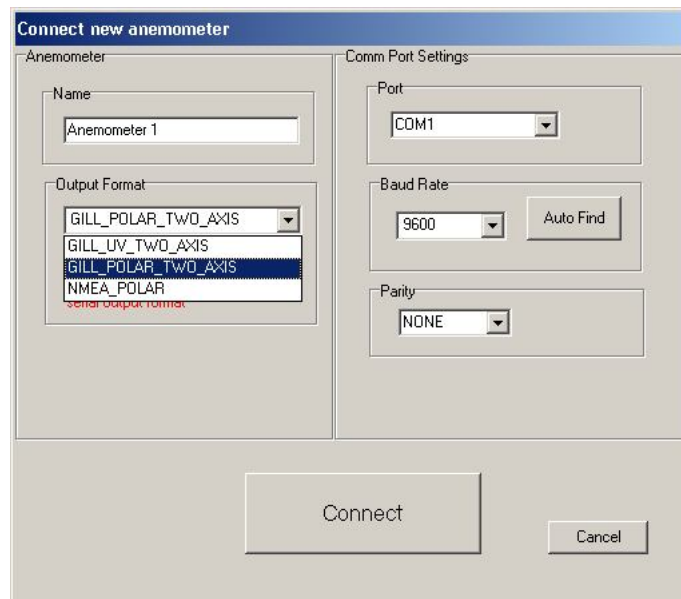 Connect new anemometer
Anemometer
Name
Anemometer 1
Output Format
GILL_POLAR_TWO_AXIS
GILL_UV_TWO_AXIS
GILL_POLAR_TWO_AXIS
NMEA_POLAR
serial output format
Comm Port Settings
Port
COM1
Baud Rate
9600
Auto Find
Parity
NONE
Connect
Cancel